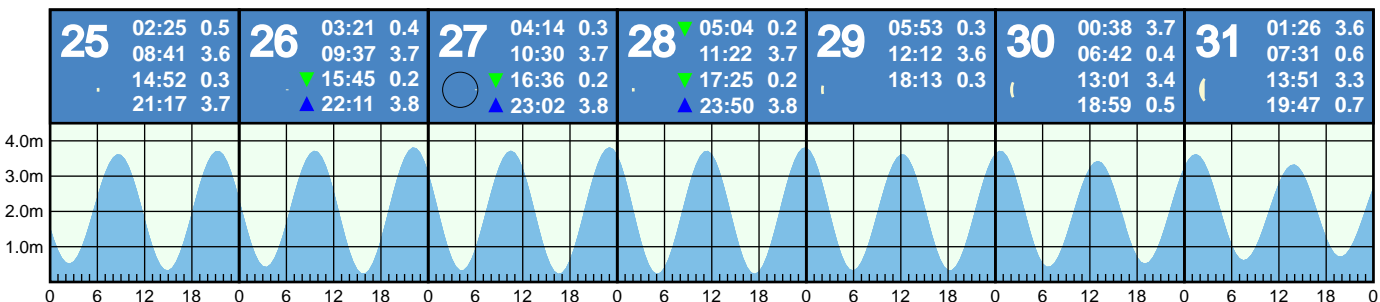 25
02:25 0.5
08:41 3.6
14:52 0.3
21:17 3.7
26
03:21 0.4
09:37 3.7
▼ 15:45 0.2
▲ 22:11 3.8
27
04:14 0.3
10:30 3.7
▼ 16:36 0.2
▲ 23:02 3.8
28
▼ 05:04 0.2
11:22 3.7
▼ 17:25 0.2
▲ 23:50 3.8
29
05:53 0.3
12:12 3.6
18:13 0.3
30
00:38 3.7
06:42 0.4
13:01 3.4
18:59 0.5
31
01:26 3.6
07:31 0.6
13:51 3.3
19:47 0.7
4.0m
3.0m
2.0m
1.0m
0 6 12 18 0 6 12 18 0 6 12 18 0 6 12 18 0 6 12 18 0 6 12 18 0 6 12 18 0